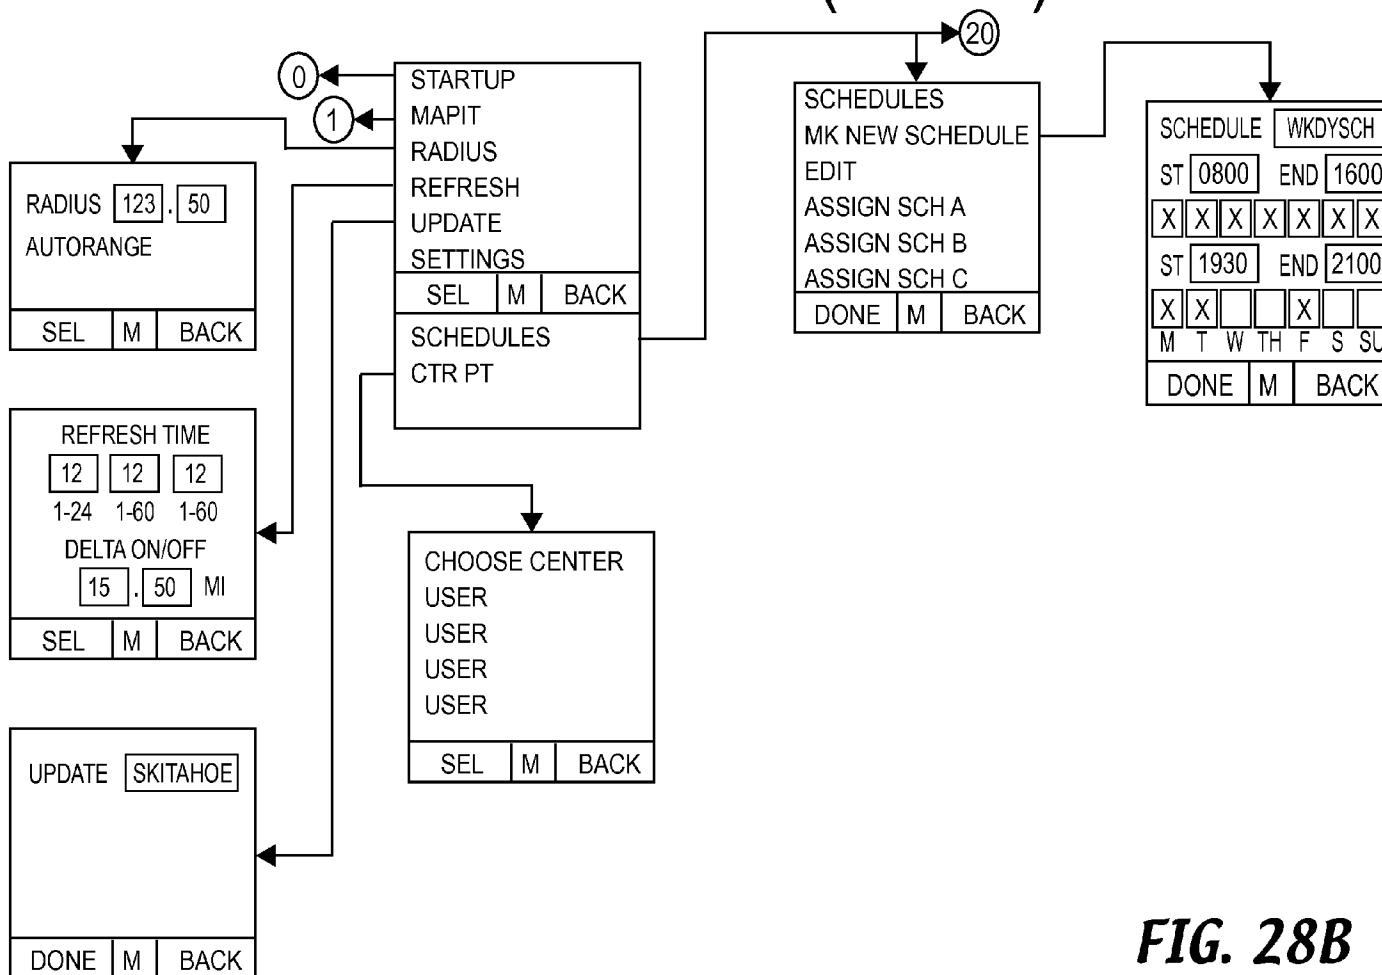 20
0
1
STARTUP
MAPIT
RADIUS
REFRESH
UPDATE
SETTINGS
SEL M BACK
SCHEDULES
CTR PT
RADIUS 123 . 50
AUTORANGE
SEL M BACK
REFRESH TIME
12 12 12
1-24 1-60 1-60
DELTA ON/OFF
15 . 50 MI
SEL M BACK
UPDATE SKITAHOE
DONE M BACK
CHOOSE CENTER
USER
USER
USER
USER
SEL M BACK
SCHEDULES
MK NEW SCHEDULE
EDIT
ASSIGN SCH A
ASSIGN SCH B
ASSIGN SCH C
DONE M BACK
SCHEDULE WKDYSCH
ST 0800 END 1600
X X X X X X X
ST 1930 END 2100
X X X
M T W TH F S SU
DONE M BACK
FIG. 28B